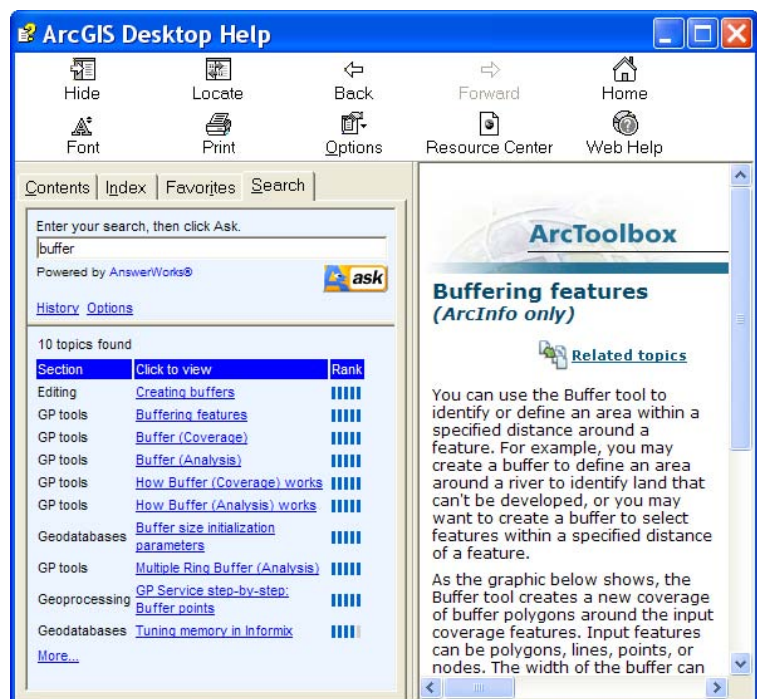 ArcGIS Desktop Help
Hide Locate Back Forward Home
Font Print Options Resource Center Web Help
Contents Index Favorites Search
Enter your search, then click Ask.
buffer
Powered by AnswerWorks®
ask
History Options
10 topics found
Section Click to view Rank
Editing Creating buffers
GP tools Buffering features
GP tools Buffer (Coverage)
GP tools Buffer (Analysis)
GP tools How Buffer (Coverage) works
GP tools How Buffer (Analysis) works
Geodatabases Buffer size initialization
parameters
GP tools Multiple Ring Buffer (Analysis)
Geoprocessing GP Service step-by-step:
Buffer points
Geodatabases Tuning memory in Informix
More...
ArcToolbox
Buffering features
(ArcInfo only)
Related topics
You can use the Buffer tool to
identify or define an area within a
specified distance around a
feature. For example, you may
create a buffer to define an area
around a river to identify land that
can't be developed, or you may
want to create a buffer to select
features within a specified distance
of a feature.
As the graphic below shows, the
Buffer tool creates a new coverage
of buffer polygons around the input
coverage features. Input features
can be polygons, lines, points, or
nodes. The width of the buffer can